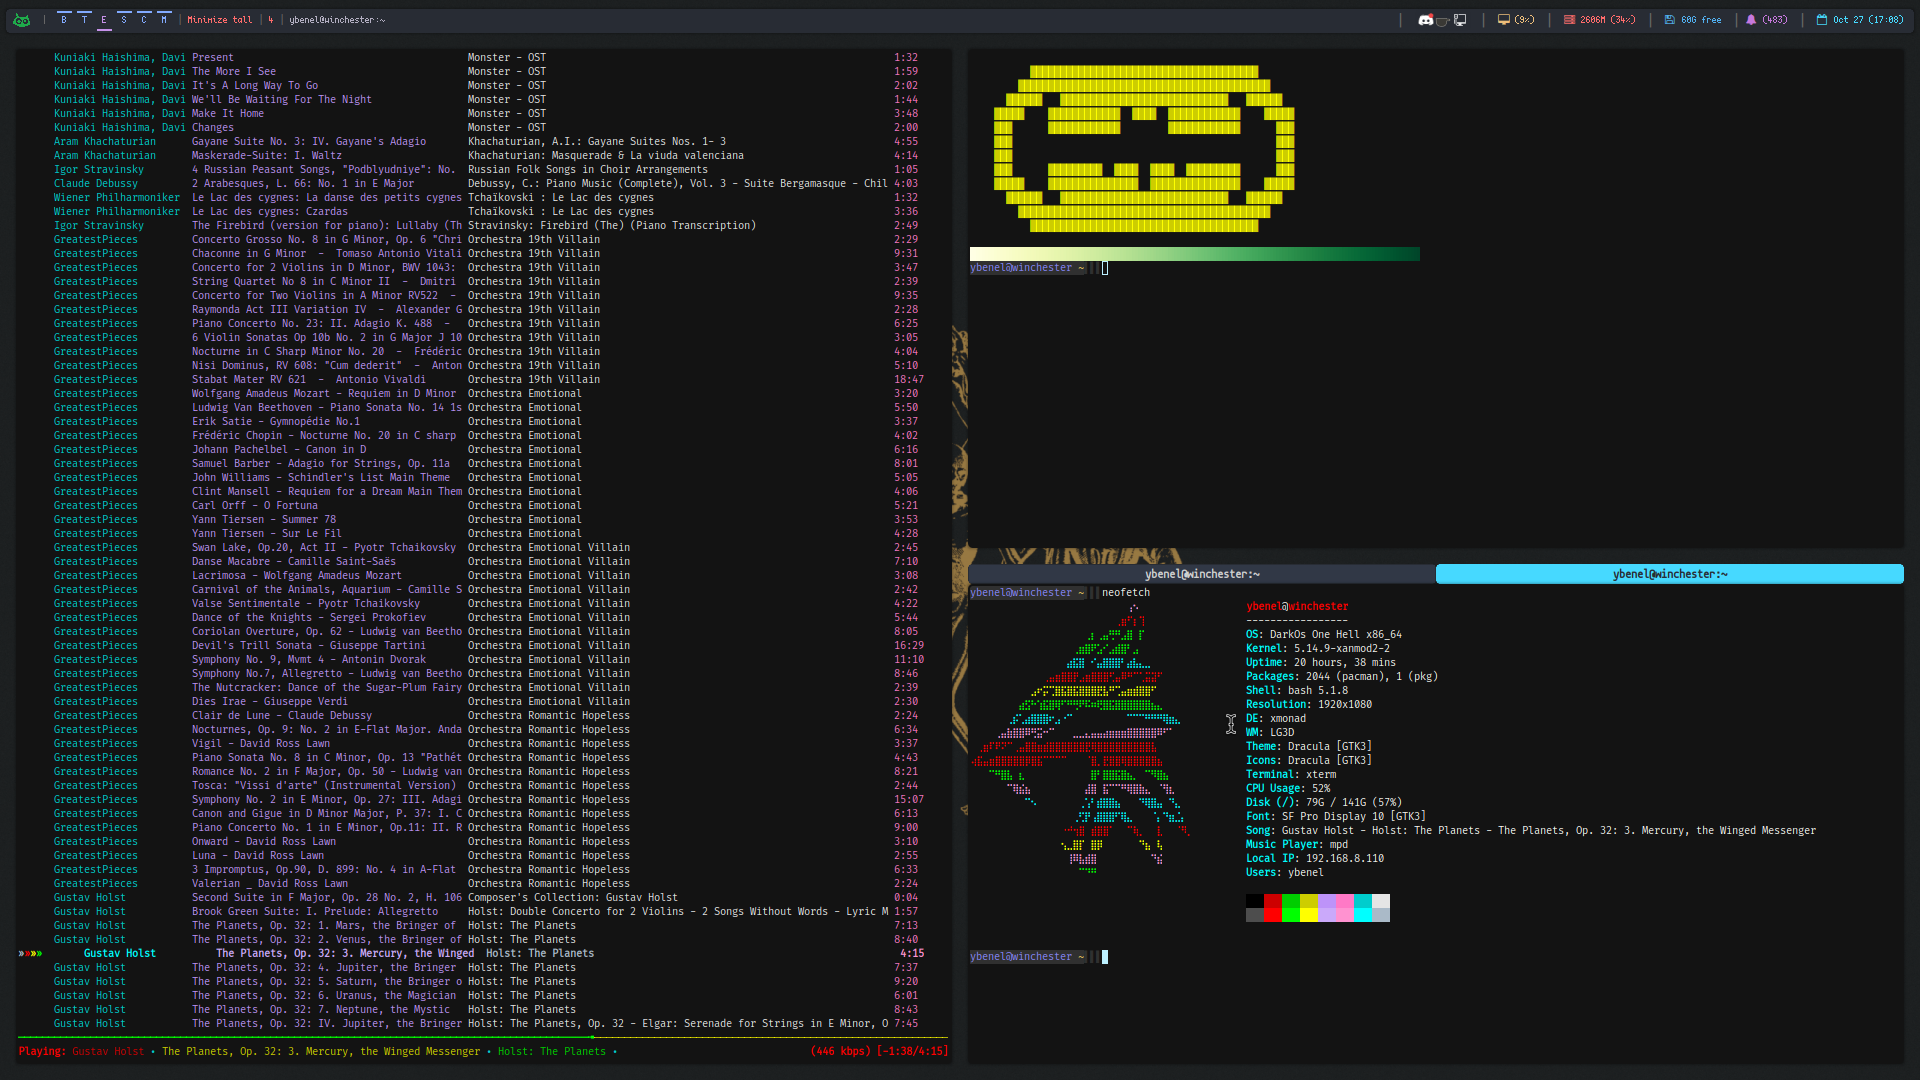 B T E S C M | Minimize tall | 4 | ybenel@winchester:~
(9%) | 2606M (34%) | 60G free | (483) | Oct 27 (17:08)
Kuniaki Haishima, Davi Present Monster - OST 1:32
Kuniaki Haishima, Davi The More I See Monster - OST 1:59
Kuniaki Haishima, Davi It's A Long Way To Go Monster - OST 2:02
Kuniaki Haishima, Davi We'll Be Waiting For The Night Monster - OST 1:44
Kuniaki Haishima, Davi Make It Home Monster - OST 3:48
Kuniaki Haishima, Davi Changes Monster - OST 2:00
Aram Khachaturian Gayane Suite No. 3: IV. Gayane's Adagio Khachaturian, A.I.: Gayane Suites Nos. 1- 3 4:55
Aram Khachaturian Maskerade-Suite: I. Waltz Khachaturian: Masquerade & La viuda valenciana 4:14
Igor Stravinsky 4 Russian Peasant Songs, "Podblyudniye": No. Russian Folk Songs in Choir Arrangements 1:05
Claude Debussy 2 Arabesques, L. 66: No. 1 in E Major Debussy, C.: Piano Music (Complete), Vol. 3 - Suite Bergamasque - Chil 4:03
Wiener Philharmoniker Le Lac des cygnes: La danse des petits cygnes Tchaïkovski : Le Lac des cygnes 1:32
Wiener Philharmoniker Le Lac des cygnes: Czardas Tchaïkovski : Le Lac des cygnes 3:36
Igor Stravinsky The Firebird (version for piano): Lullaby (Th Stravinsky: Firebird (The) (Piano Transcription) 2:49
GreatestPieces Concerto Grosso No. 8 in G Minor, Op. 6 "Chri Orchestra 19th Villain 2:29
GreatestPieces Chaconne in G Minor - Tomaso Antonio Vitali Orchestra 19th Villain 9:31
GreatestPieces Concerto for 2 Violins in D Minor, BWV 1043: Orchestra 19th Villain 3:47
GreatestPieces String Quartet No 8 in C Minor II - Dmitri Orchestra 19th Villain 2:39
GreatestPieces Concerto for Two Violins in A Minor RV522 - Orchestra 19th Villain 9:35
GreatestPieces Raymonda Act III Variation IV - Alexander G Orchestra 19th Villain 2:28
GreatestPieces Piano Concerto No. 23: II. Adagio K. 488 - Orchestra 19th Villain 6:25
GreatestPieces 6 Violin Sonatas Op 10b No. 2 in G Major J 10 Orchestra 19th Villain 3:05
GreatestPieces Nocturne in C Sharp Minor No. 20 - Frédéric Orchestra 19th Villain 4:04
GreatestPieces Nisi Dominus, RV 608: "Cum dederit" - Anton Orchestra 19th Villain 5:10
GreatestPieces Stabat Mater RV 621 - Antonio Vivaldi Orchestra 19th Villain 18:47
GreatestPieces Wolfgang Amadeus Mozart - Requiem in D Minor Orchestra Emotional 3:20
GreatestPieces Ludwig Van Beethoven - Piano Sonata No. 14 1s Orchestra Emotional 5:50
GreatestPieces Erik Satie - Gymnopédie No.1 Orchestra Emotional 3:37
GreatestPieces Frédéric Chopin - Nocturne No. 20 in C sharp Orchestra Emotional 4:02
GreatestPieces Johann Pachelbel - Canon in D Orchestra Emotional 6:16
GreatestPieces Samuel Barber - Adagio for Strings, Op. 11a Orchestra Emotional 8:01
GreatestPieces John Williams - Schindler's List Main Theme Orchestra Emotional 5:05
GreatestPieces Clint Mansell - Requiem for a Dream Main Them Orchestra Emotional 4:06
GreatestPieces Carl Orff - O Fortuna Orchestra Emotional 5:21
GreatestPieces Yann Tiersen - Summer 78 Orchestra Emotional 3:53
GreatestPieces Yann Tiersen - Sur Le Fil Orchestra Emotional 4:28
GreatestPieces Swan Lake, Op.20, Act II - Pyotr Tchaikovsky Orchestra Emotional Villain 2:45
GreatestPieces Danse Macabre - Camille Saint-Saës Orchestra Emotional Villain 7:10
GreatestPieces Lacrimosa - Wolfgang Amadeus Mozart Orchestra Emotional Villain 3:08
GreatestPieces Carnival of the Animals, Aquarium - Camille S Orchestra Emotional Villain 2:42
GreatestPieces Valse Sentimentale - Pyotr Tchaikovsky Orchestra Emotional Villain 4:22
GreatestPieces Dance of the Knights - Sergei Prokofiev Orchestra Emotional Villain 5:44
GreatestPieces Coriolan Overture, Op. 62 - Ludwig van Beetho Orchestra Emotional Villain 8:05
GreatestPieces Devil's Trill Sonata - Giuseppe Tartini Orchestra Emotional Villain 16:29
GreatestPieces Symphony No. 9, Mvmt 4 - Antonin Dvorak Orchestra Emotional Villain 11:10
GreatestPieces Symphony No.7, Allegretto - Ludwig van Beetho Orchestra Emotional Villain 8:46
GreatestPieces The Nutcracker: Dance of the Sugar-Plum Fairy Orchestra Emotional Villain 2:39
GreatestPieces Dies Irae - Giuseppe Verdi Orchestra Emotional Villain 2:30
GreatestPieces Clair de Lune - Claude Debussy Orchestra Romantic Hopeless 2:24
GreatestPieces Nocturnes, Op. 9: No. 2 in E-Flat Major. Anda Orchestra Romantic Hopeless 6:34
GreatestPieces Vigil - David Ross Lawn Orchestra Romantic Hopeless 3:37
GreatestPieces Piano Sonata No. 8 in C Minor, Op. 13 "Pathét Orchestra Romantic Hopeless 4:43
GreatestPieces Romance No. 2 in F Major, Op. 50 - Ludwig van Orchestra Romantic Hopeless 8:21
GreatestPieces Tosca: "Vissi d'arte" (Instrumental Version) Orchestra Romantic Hopeless 2:44
GreatestPieces Symphony No. 2 in E Minor, Op. 27: III. Adagi Orchestra Romantic Hopeless 15:07
GreatestPieces Canon and Gigue in D Minor Major, P. 37: I. C Orchestra Romantic Hopeless 6:13
GreatestPieces Piano Concerto No. 1 in E Minor, Op.11: II. R Orchestra Romantic Hopeless 9:00
GreatestPieces Onward - David Ross Lawn Orchestra Romantic Hopeless 3:10
GreatestPieces Luna - David Ross Lawn Orchestra Romantic Hopeless 2:55
GreatestPieces 3 Impromptus, Op.90, D. 899: No. 4 in A-Flat Orchestra Romantic Hopeless 6:33
GreatestPieces Valerian _ David Ross Lawn Orchestra Romantic Hopeless 2:24
Gustav Holst Second Suite in F Major, Op. 28 No. 2, H. 106 Composer's Collection: Gustav Holst 0:04
Gustav Holst Brook Green Suite: I. Prelude: Allegretto Holst: Double Concerto for 2 Violins - 2 Songs Without Words - Lyric M 1:57
Gustav Holst The Planets, Op. 32: 1. Mars, the Bringer of Holst: The Planets 7:13
Gustav Holst The Planets, Op. 32: 2. Venus, the Bringer of Holst: The Planets 8:40
»»»» Gustav Holst The Planets, Op. 32: 3. Mercury, the Winged Holst: The Planets 4:15
Gustav Holst The Planets, Op. 32: 4. Jupiter, the Bringer Holst: The Planets 7:37
Gustav Holst The Planets, Op. 32: 5. Saturn, the Bringer o Holst: The Planets 9:20
Gustav Holst The Planets, Op. 32: 6. Uranus, the Magician Holst: The Planets 6:01
Gustav Holst The Planets, Op. 32: 7. Neptune, the Mystic Holst: The Planets 8:43
Gustav Holst The Planets, Op. 32: IV. Jupiter, the Bringer Holst: The Planets, Op. 32 - Elgar: Serenade for Strings in E Minor, O 7:45
Playing: Gustav Holst • The Planets, Op. 32: 3. Mercury, the Winged Messenger • Holst: The Planets • (446 kbps) [-1:38/4:15]
ybenel@winchester ~
ybenel@winchester:~ ybenel@winchester:~
ybenel@winchester ~ neofetch
ybenel@winchester
-----------------
OS: DarkOs One Hell x86_64
Kernel: 5.14.9-xanmod2-2
Uptime: 20 hours, 38 mins
Packages: 2044 (pacman), 1 (pkg)
Shell: bash 5.1.8
Resolution: 1920x1080
DE: xmonad
WM: LG3D
Theme: Dracula [GTK3]
Icons: Dracula [GTK3]
Terminal: xterm
CPU Usage: 52%
Disk (/): 79G / 141G (57%)
Font: SF Pro Display 10 [GTK3]
Song: Gustav Holst - Holst: The Planets - The Planets, Op. 32: 3. Mercury, the Winged Messenger
Music Player: mpd
Local IP: 192.168.8.110
Users: ybenel
ybenel@winchester ~